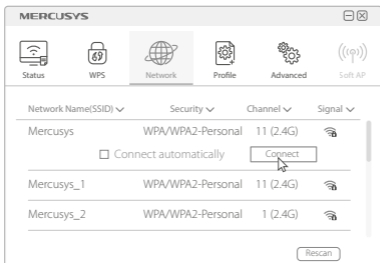 MERCUSYS
69
Status WPS Network Profile Advanced Soft AP
Network Name(SSID) Security Channel Signal
Mercusys WPA/WPA2-Personal 11 (2.4G)
Connect automatically Connect
Mercusys_1 WPA/WPA2-Personal 11 (2.4G)
Mercusys_2 WPA/WPA2-Personal 1 (2.4G)
Rescan